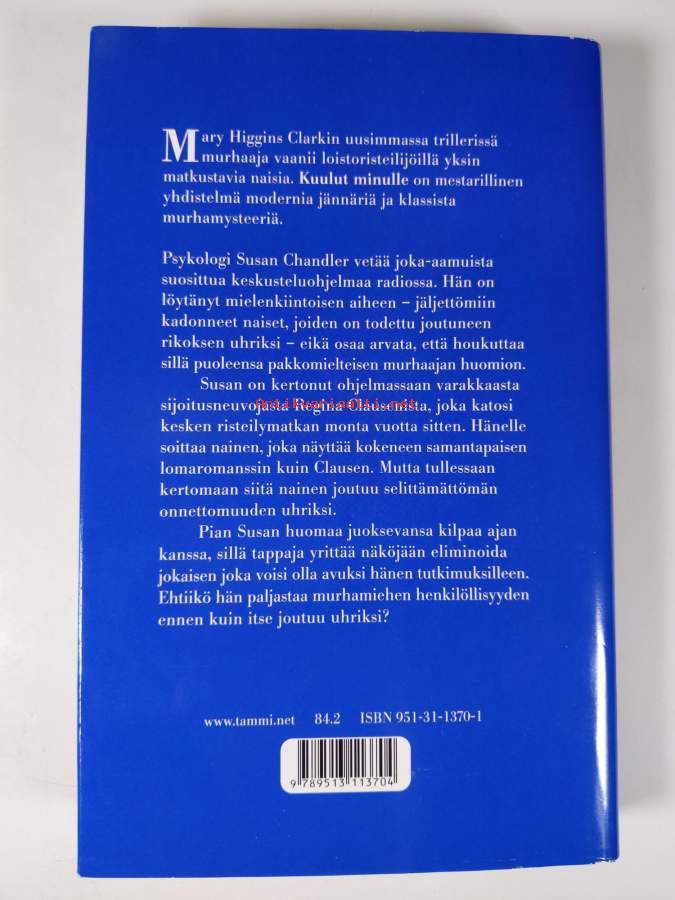 Mary Higgins Clarkin uusimmassa trillerissä
murhaaja vaanii loistoristeilijöillä yksin
matkustavia naisia. Kuulut minulle on mestarillinen
yhdistelmä modernia jännäriä ja klassista
murhamysteeriä.
Psykologi Susan Chandler vetää joka-aamuista
suosittua keskusteluohjelmaa radiossa. Hän on
löytänyt mielenkiintoisen aiheen – jäljettömiin
kadonneet naiset, joiden on todettu joutuneen
rikoksen uhriksi – eikä osaa arvata, että houkuttaa
sillä puoleensa pakkomielteisen murhaajan huomion.
Susan on kertonut ohjelmassaan varakkaasta
sijoitusneuvojasta Regina Clausenista, joka katosi
Antikvariaatti.net
kesken risteilymatkan monta vuotta sitten. Hänelle
soittaa nainen, joka näyttää kokeneen samantapaisen
lomaromanssin kuin Clausen. Mutta tullessaan
kertomaan siitä nainen joutuu selittämättömän
onnettomuuden uhriksi.
Pian Susan huomaa juoksevansa kilpaa ajan
kanssa, sillä tappaja yrittää näköjään eliminoida
jokaisen joka voisi olla avuksi hänen tutkimuksilleen.
Ehtiikö hän paljastaa murhamiehen henkilöllisyyden
ennen kuin itse joutuu uhriksi?
www.tammi.net 84.2 ISBN 951-31-1370-1
9 789513 113704